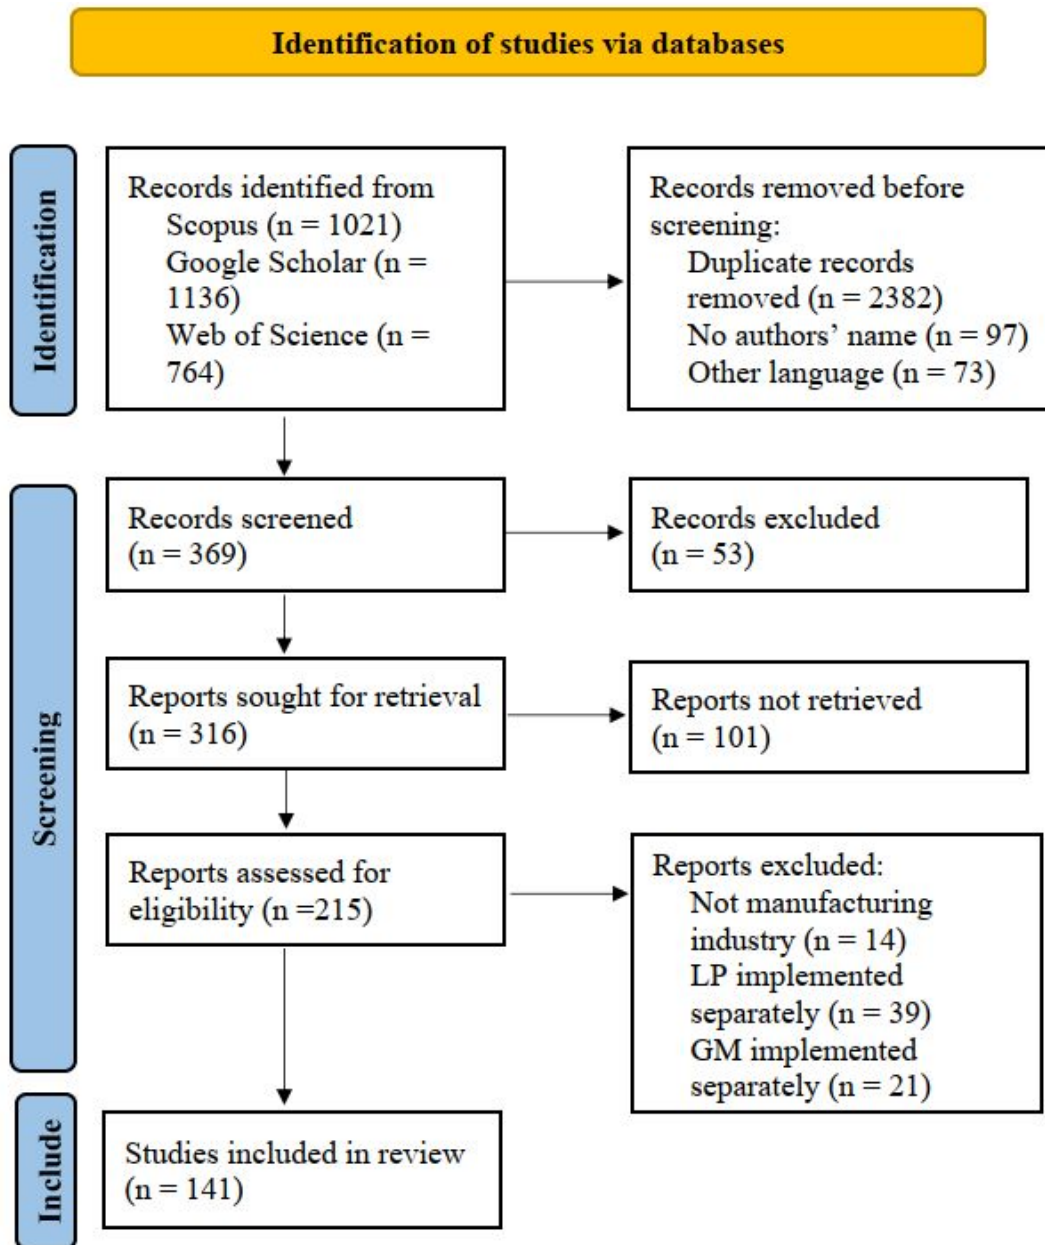 Identification of studies via databases
Identification
Records identified from
Scopus (n = 1021)
Google Scholar (n =
1136)
Web of Science (n =
764)
Records removed before
screening:
Duplicate records
removed (n = 2382)
No authors’ name (n = 97)
Other language (n = 73)
Screening
Records screened
(n = 369)
Records excluded
(n = 53)
Reports sought for retrieval
(n = 316)
Reports not retrieved
(n = 101)
Reports assessed for
eligibility (n =215)
Reports excluded:
Not manufacturing
industry (n = 14)
LP implemented
separately (n = 39)
GM implemented
separately (n = 21)
Include
Studies included in review
(n = 141)